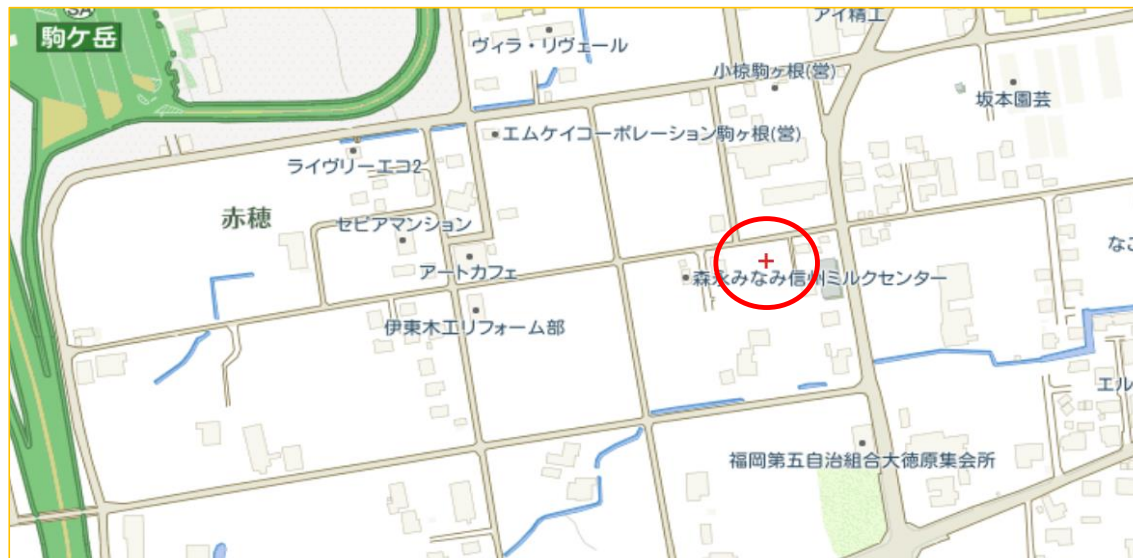 SA
駒ケ岳
ヴィラ・リヴェール
アイ精工
小椋駒ヶ根(営)
坂本園芸
エムケイコーポレーション駒ヶ根(営)
ライヴリーエコ2
赤穂
セピアマンション
アートカフェ
森永みなみ信州ミルクセンター
なこ
伊東木工リフォーム部
エル
福岡第五自治組合大徳原集会所